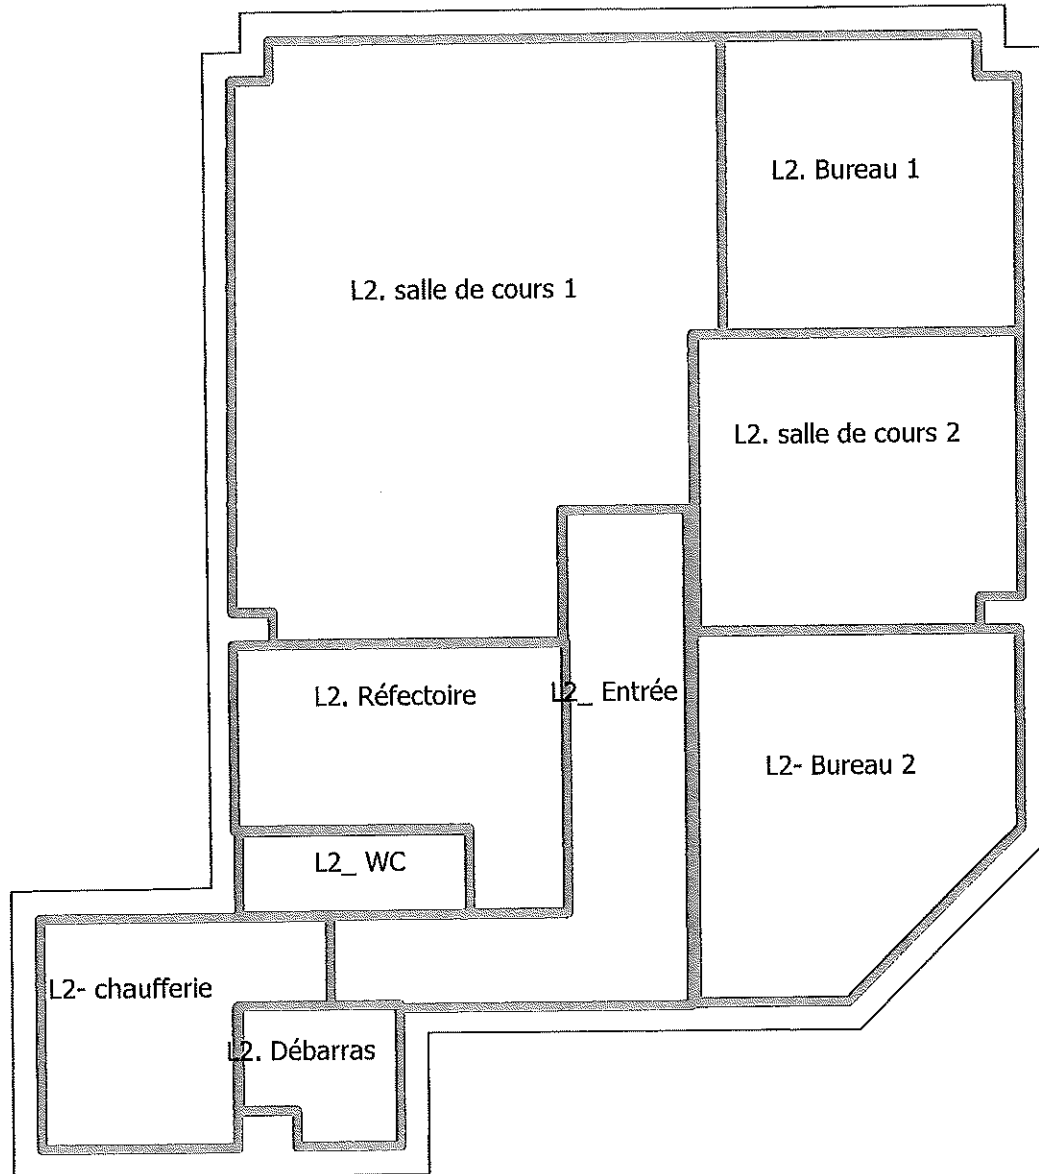 L2. Bureau 1
L2. salle de cours 1
L2. salle de cours 2
L2. Réfectoire
L2_ Entrée
L2- Bureau 2
L2_ WC
L2- chaufferie
L2. Débarras